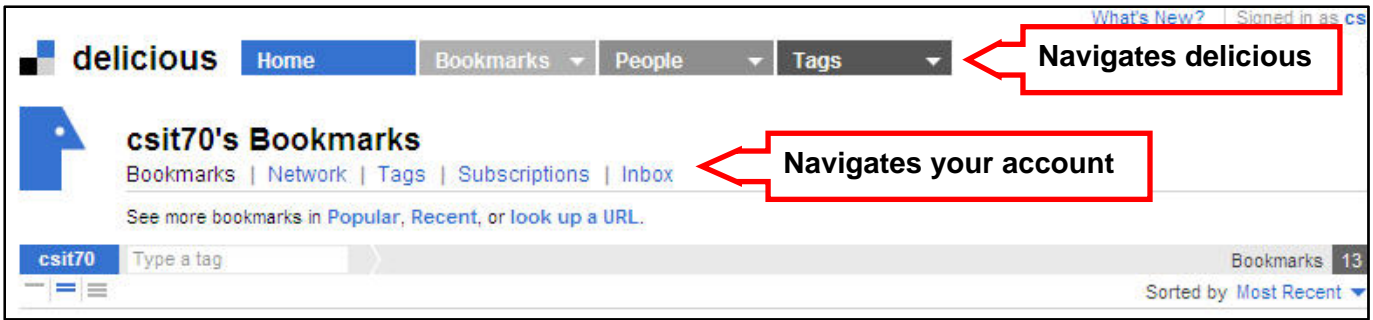 What's New? | Signed in as cs
delicious Home Bookmarks People Tags
Navigates delicious
csit70's Bookmarks
Bookmarks | Network | Tags | Subscriptions | Inbox
Navigates your account
See more bookmarks in Popular, Recent, or look up a URL.
csit70 Type a tag Bookmarks 13
Sorted by Most Recent